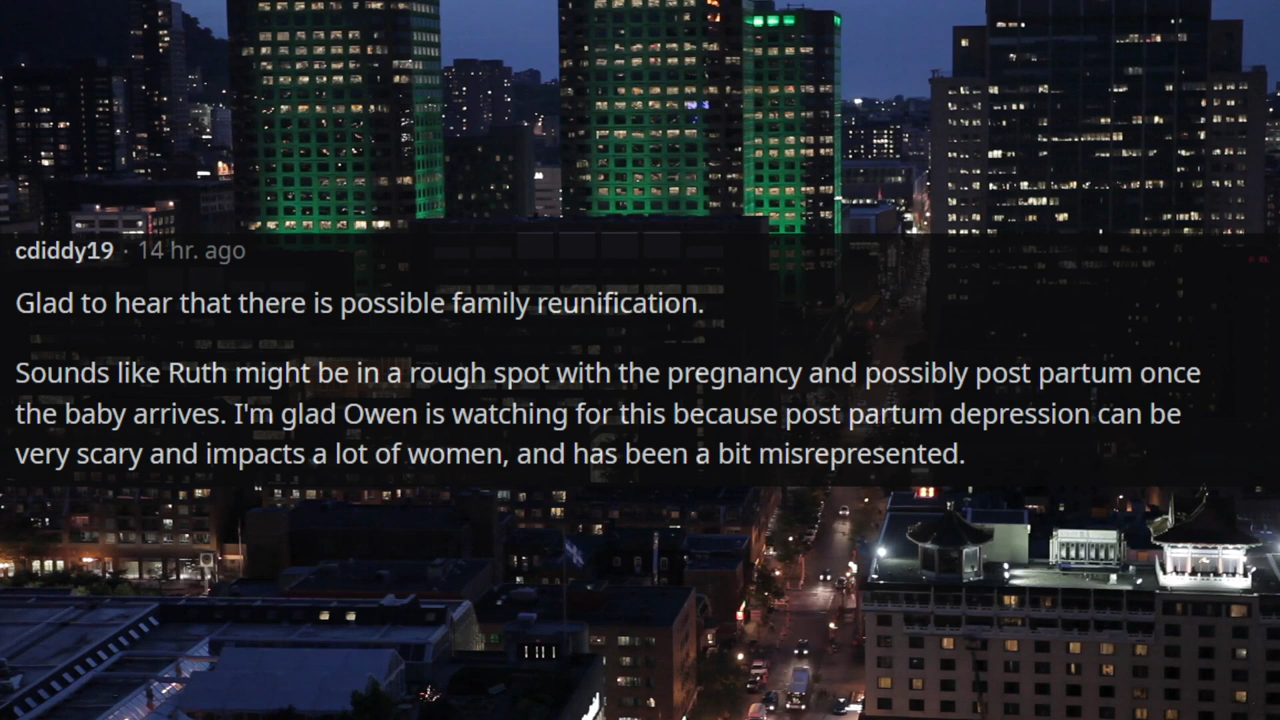 cdiddy19 · 14 hr. ago
Glad to hear that there is possible family reunification.
Sounds like Ruth might be in a rough spot with the pregnancy and possibly post partum once
the baby arrives. I'm glad Owen is watching for this because post partum depression can be
very scary and impacts a lot of women, and has been a bit misrepresented.